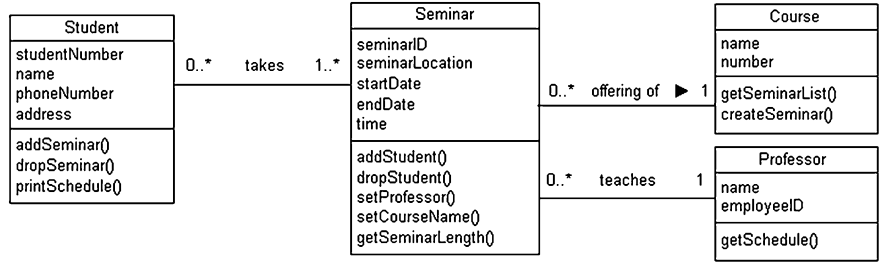 Student
studentNumber
name
phoneNumber
address
addSeminar()
dropSeminar()
printSchedule()
0..* takes 1..*
Seminar
seminarID
seminarLocation
startDate
endDate
time
addStudent()
dropStudent()
setProfessor()
setCourseName()
getSeminarLength()
0..* offering of ► 1
Course
name
number
getSeminarList()
createSeminar()
0..* teaches 1
Professor
name
employeeID
getSchedule()